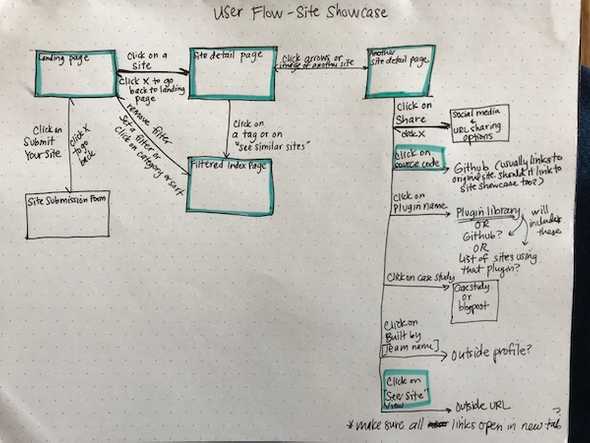 User Flow - Site Showcase
Landing page
Click on a
site
Click X to go
back to landing
page
Site detail page
Click arrows or
image of another site
Another
site detail page
Click on
Submit
Your Site
Click X
to go
back
remove filter
Set a filter or
Click on category or sort
Click on
a tag or on
"see similar sites"
Filtered Index Page
Site Submission Form
Click on
Share
click X
Social media
+
URL sharing
options
Click on
source code
Github (usually links to
original site. should it link to
site showcase too?)
Click on
Plugin name
Plugin library
OR
Github?
OR
List of sites using
that plugin?
will
include
these
Click on case study
Case study
or
blogpost
Click on
Built by
[Team name]
outside profile?
Click on
"See Site"
view
outside URL
*make sure all links open in new tab